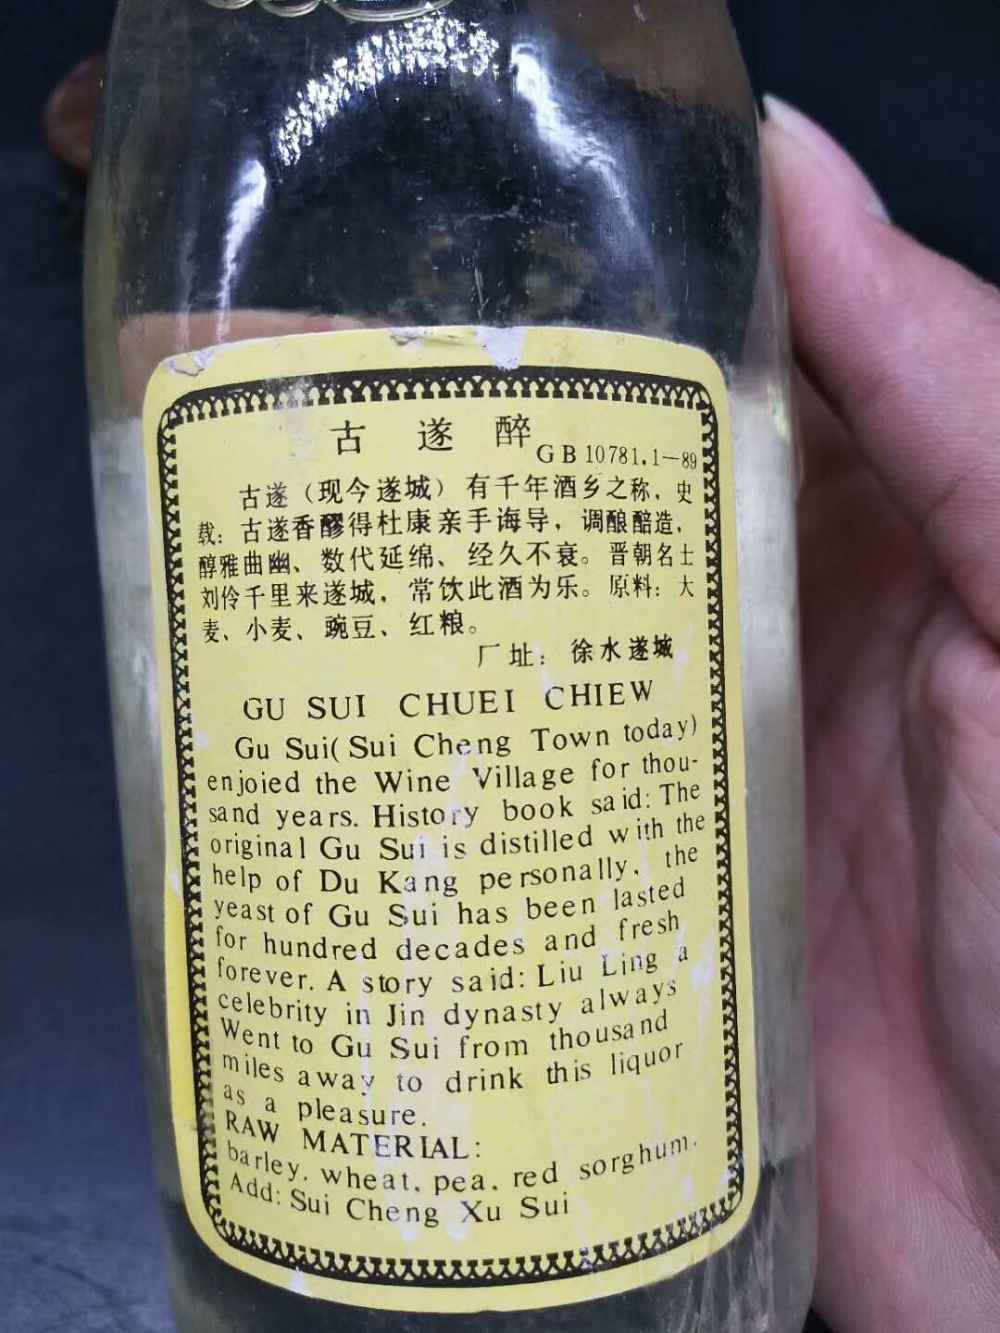 古遂醉
GB 10781.1—89
古遂（现今遂城）有千年酒乡之称，史
载：古遂香醪得杜康亲手诲导，调酿醅造，
醇雅曲幽、数代延绵、经久不衰。晋朝名士
刘伶千里来遂城，常饮此酒为乐。原料：大
麦、小麦、豌豆、红粮。
厂址：徐水遂城
GU SUI CHUEI CHIEW
Gu Sui(Sui Cheng Town today)
enjoied the Wine Village for thou-
sand years. History book said: The
original Gu Sui is distilled with the
help of Du Kang personally, the
yeast of Gu Sui has been lasted
for hundred decades and fresh
forever. A story said: Liu Ling a
celebrity in Jin dynasty always
Went to Gu Sui from thousand
miles away to drink this liquor
as a pleasure.
RAW MATERIAL:
barley, wheat, pea, red sorghum.
Add: Sui Cheng Xu Sui